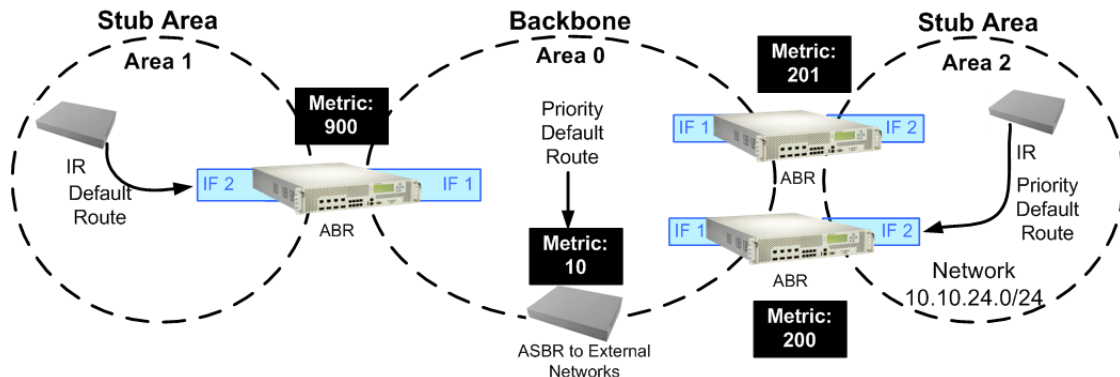 Stub Area
Area 1
IR
Default
Route
Metric:
900
IF 2
IF 1
ABR
Backbone
Area 0
Priority
Default
Route
Metric:
10
ASBR to External
Networks
Metric:
201
IF 1
IF 2
ABR
IF 1
IF 2
ABR
Metric:
200
Stub Area
Area 2
IR
Priority
Default
Route
Network
10.10.24.0/24